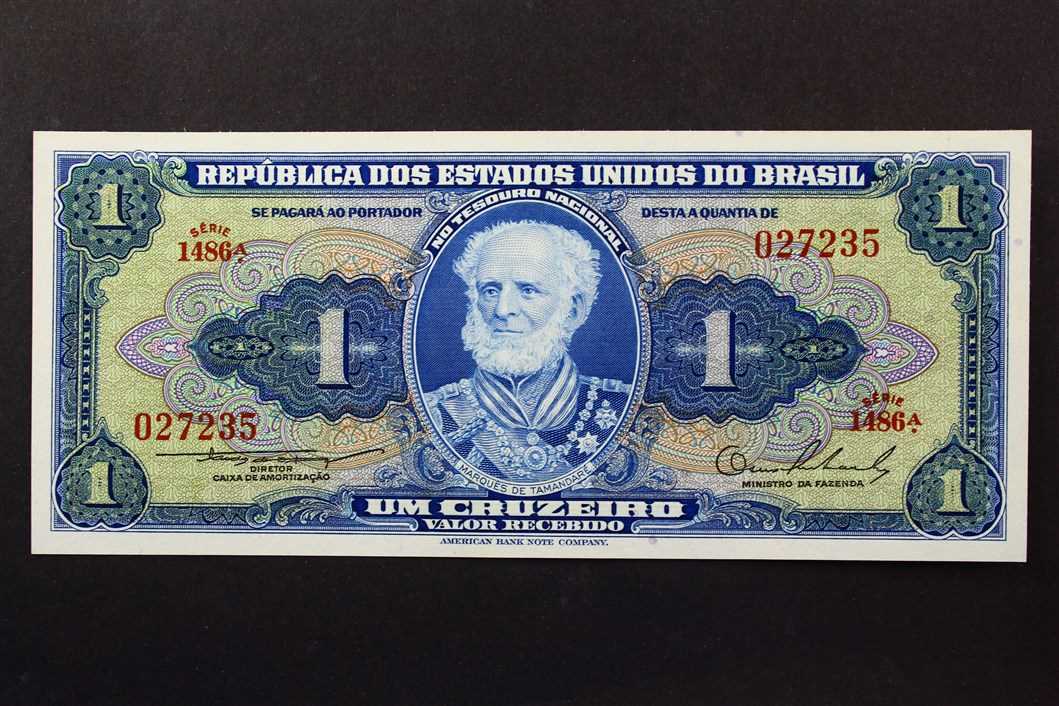 REPÚBLICA DOS ESTADOS UNIDOS DO BRASIL
1
1
SE PAGARÁ AO PORTADOR
NO TESOURO NACIONAL
DESTA A QUANTIA DE
SÉRIE
1486A
027235
1
1
027235
SÉRIE
1486A
DIRETOR
CAIXA DE AMORTIZAÇÃO
MARQUÊS DE TAMANDARÉ
MINISTRO DA FAZENDA
1
1
UM CRUZEIRO
VALOR RECEBIDO
AMERICAN BANK NOTE COMPANY.